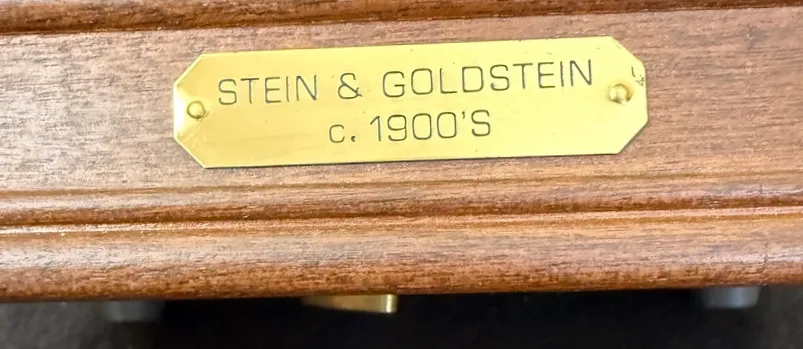 STEIN & GOLDSTEIN
c. 1900'S